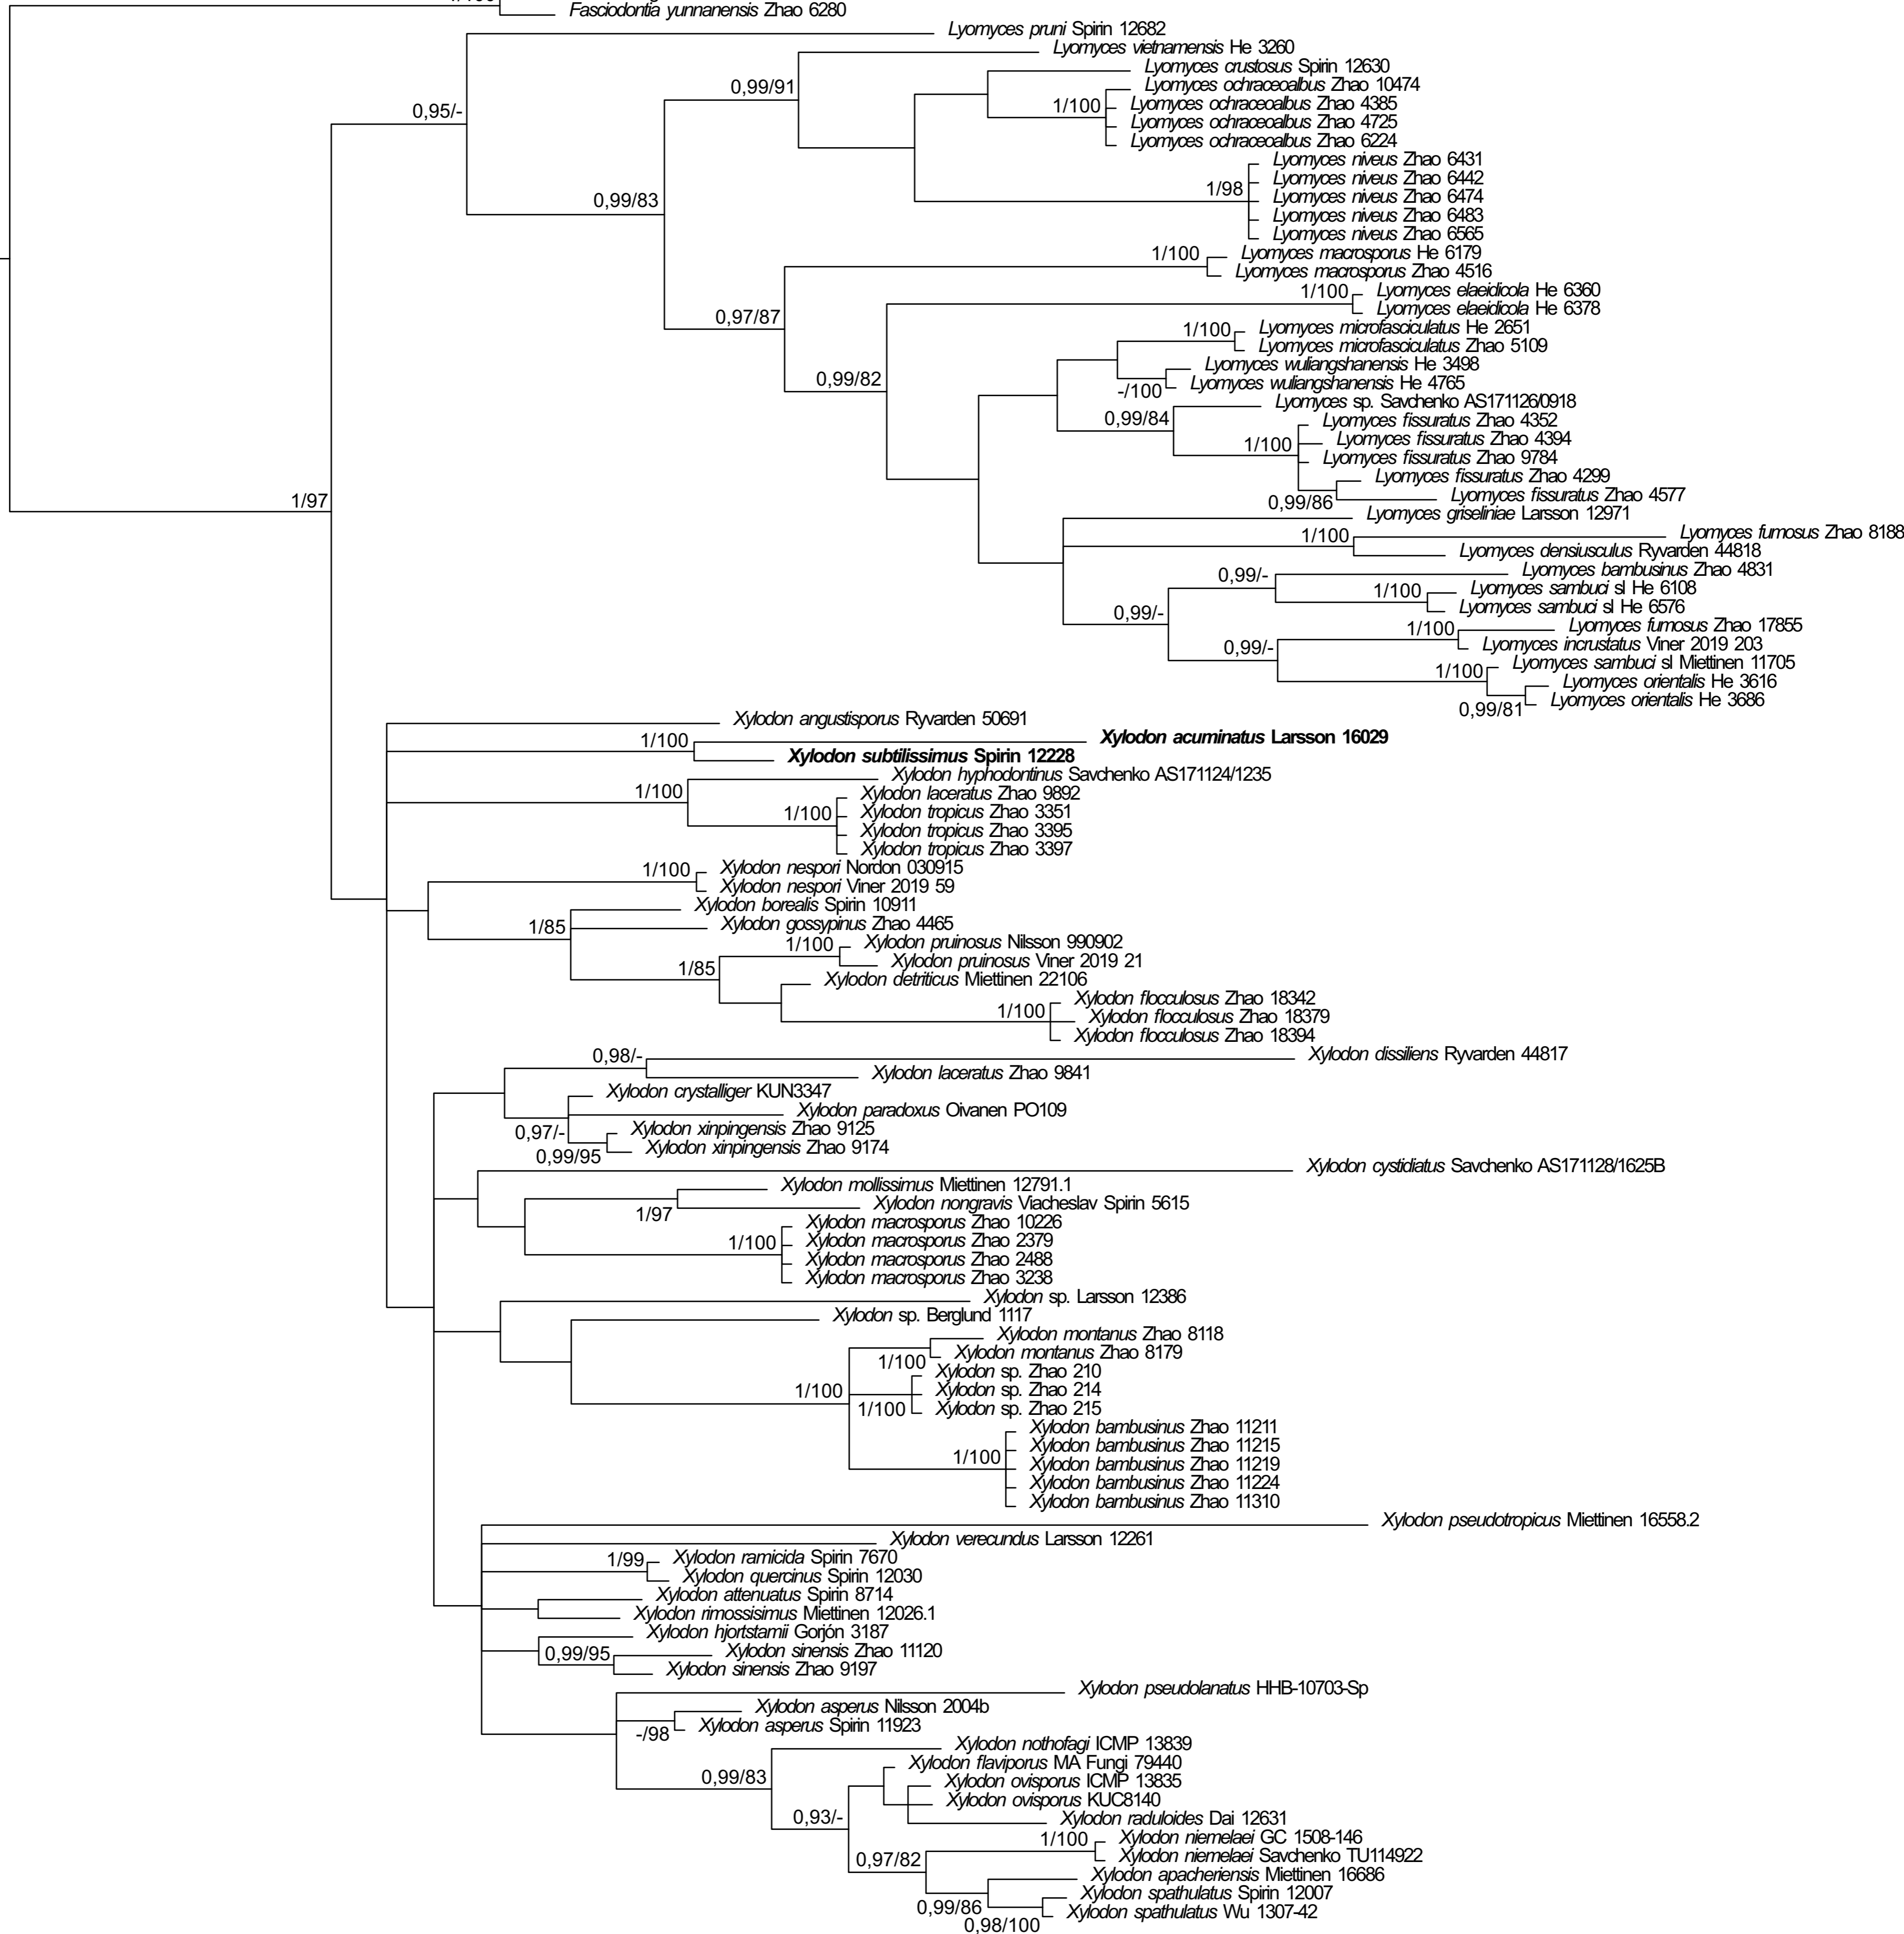 Fasciodontia yunnanensis Zhao 6280
Lyomyces pruni Spirin 12682
Lyomyces vietnamensis He 3260
Lyomyces crustosus Spirin 12630
0,99/91
Lyomyces ochraceoalbus Zhao 10474
1/100
Lyomyces ochraceoalbus Zhao 4385
0,95/-
Lyomyces ochraceoalbus Zhao 4725
Lyomyces ochraceoalbus Zhao 6224
Lyomyces niveus Zhao 6431
Lyomyces niveus Zhao 6442
1/98
Lyomyces niveus Zhao 6474
0,99/83
Lyomyces niveus Zhao 6483
Lyomyces niveus Zhao 6565
1/100
Lyomyces macrosporus He 6179
Lyomyces macrosporus Zhao 4516
1/100
Lyomyces elaeidicola He 6360
Lyomyces elaeidicola He 6378
0,97/87
1/100
Lyomyces microfasciculatus He 2651
Lyomyces microfasciculatus Zhao 5109
Lyomyces wuliangshanensis He 3498
0,99/82
Lyomyces wuliangshanensis He 4765
-/100
Lyomyces sp. Savchenko AS171126/0918
0,99/84
Lyomyces fissuratus Zhao 4352
Lyomyces fissuratus Zhao 4394
1/100
Lyomyces fissuratus Zhao 9784
Lyomyces fissuratus Zhao 4299
Lyomyces fissuratus Zhao 4577
0,99/86
1/97
Lyomyces griseliniae Larsson 12971
Lyomyces fumosus Zhao 8188
1/100
Lyomyces densiusculus Ryvarden 44818
Lyomyces bambusinus Zhao 4831
0,99/-
Lyomyces sambuci sl He 6108
1/100
Lyomyces sambuci sl He 6576
0,99/-
Lyomyces fumosus Zhao 17855
1/100
Lyomyces incrustatus Viner 2019 203
0,99/-
Lyomyces sambuci sl Miettinen 11705
1/100
Lyomyces orientalis He 3616
Lyomyces orientalis He 3686
0,99/81
Xylodon angustisporus Ryvarden 50691
Xylodon acuminatus Larsson 16029
1/100
Xylodon subtilissimus Spirin 12228
Xylodon hyphodontinus Savchenko AS171124/1235
1/100
Xylodon laceratus Zhao 9892
Xylodon tropicus Zhao 3351
1/100
Xylodon tropicus Zhao 3395
Xylodon tropicus Zhao 3397
1/100
Xylodon nespori Nordon 030915
Xylodon nespori Viner 2019 59
Xylodon borealis Spirin 10911
1/85
Xylodon gossypinus Zhao 4465
1/100
Xylodon pruinosus Nilsson 990902
Xylodon pruinosus Viner 2019 21
1/85
Xylodon detriticus Miettinen 22106
Xylodon flocculosus Zhao 18342
1/100
Xylodon flocculosus Zhao 18379
Xylodon flocculosus Zhao 18394
0,98/-
Xylodon dissiliens Ryvarden 44817
Xylodon laceratus Zhao 9841
Xylodon crystalliger KUN3347
Xylodon paradoxus Oivanen PO109
0,97/-
Xylodon xinpingensis Zhao 9125
Xylodon xinpingensis Zhao 9174
0,99/95
Xylodon cystidiatus Savchenko AS171128/1625B
Xylodon mollissimus Miettinen 12791.1
Xylodon nongravis Viacheslav Spirin 5615
1/97
Xylodon macrosporus Zhao 10226
1/100
Xylodon macrosporus Zhao 2379
Xylodon macrosporus Zhao 2488
Xylodon macrosporus Zhao 3238
Xylodon sp. Larsson 12386
Xylodon sp. Berglund 1117
Xylodon montanus Zhao 8118
Xylodon montanus Zhao 8179
1/100
Xylodon sp. Zhao 210
1/100
Xylodon sp. Zhao 214
1/100
Xylodon sp. Zhao 215
Xylodon bambusinus Zhao 11211
Xylodon bambusinus Zhao 11215
1/100
Xylodon bambusinus Zhao 11219
Xylodon bambusinus Zhao 11224
Xylodon bambusinus Zhao 11310
Xylodon pseudotropicus Miettinen 16558.2
Xylodon verecundus Larsson 12261
1/99
Xylodon ramicida Spirin 7670
Xylodon quercinus Spirin 12030
Xylodon attenuatus Spirin 8714
Xylodon rimossisimus Miettinen 12026.1
Xylodon hjortstamii Gorjón 3187
0,99/95
Xylodon sinensis Zhao 11120
Xylodon sinensis Zhao 9197
Xylodon pseudolanatus HHB-10703-Sp
Xylodon asperus Nilsson 2004b
Xylodon asperus Spirin 11923
-/98
Xylodon nothofagi ICMP 13839
Xylodon flaviporus MA Fungi 79440
0,99/83
Xylodon ovisporus ICMP 13835
Xylodon ovisporus KUC8140
0,93/-
Xylodon raduloides Dai 12631
1/100
Xylodon niemelaei GC 1508-146
Xylodon niemelaei Savchenko TU114922
0,97/82
Xylodon apacheriensis Miettinen 16686
Xylodon spathulatus Spirin 12007
0,99/86
Xylodon spathulatus Wu 1307-42
0,98/100